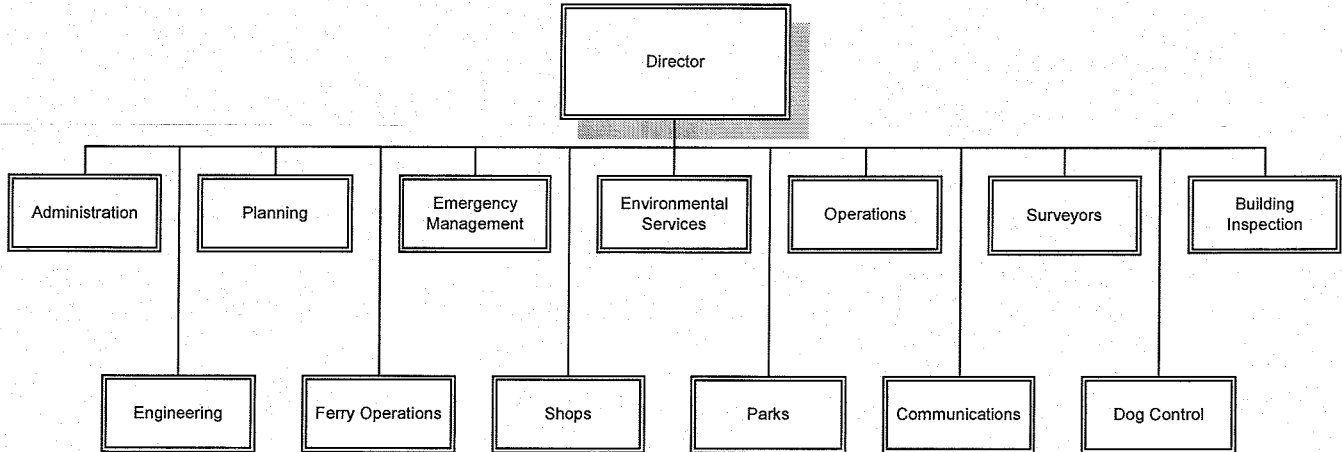 Director
Administration
Planning
Emergency
Management
Environmental
Services
Operations
Surveyors
Building
Inspection
Engineering
Ferry Operations
Shops
Parks
Communications
Dog Control